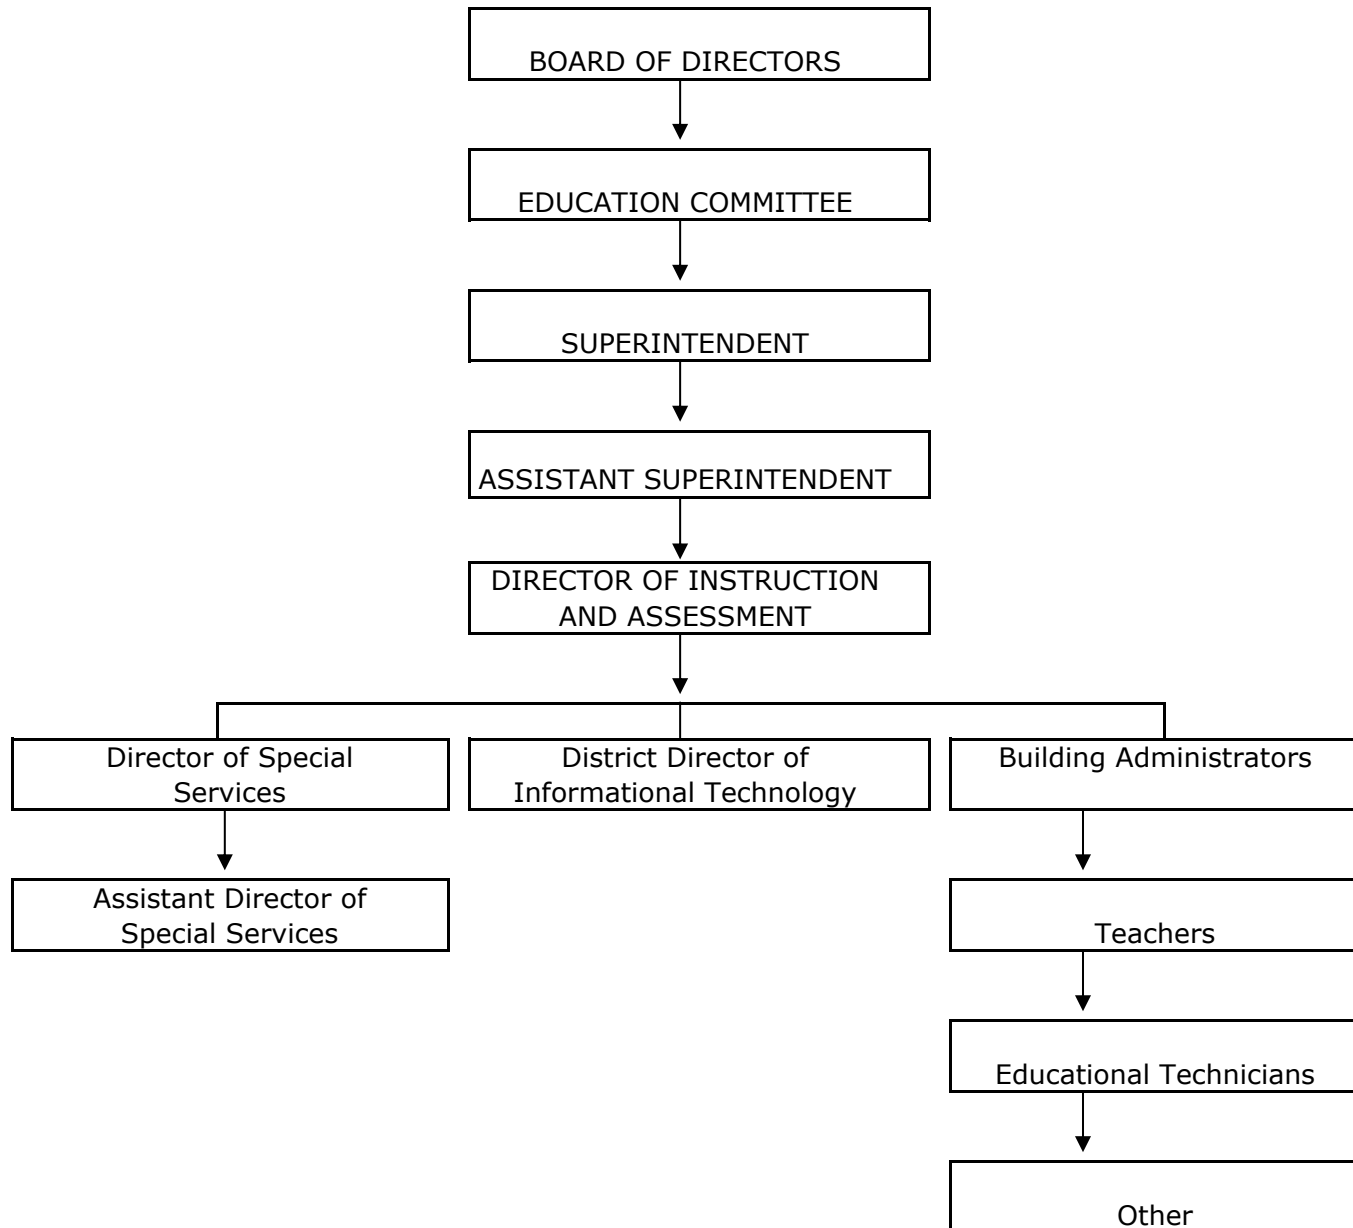 BOARD OF DIRECTORS
EDUCATION COMMITTEE
SUPERINTENDENT
ASSISTANT SUPERINTENDENT
DIRECTOR OF INSTRUCTION
AND ASSESSMENT
Director of Special
Services
District Director of
Informational Technology
Building Administrators
Assistant Director of
Special Services
Teachers
Educational Technicians
Other